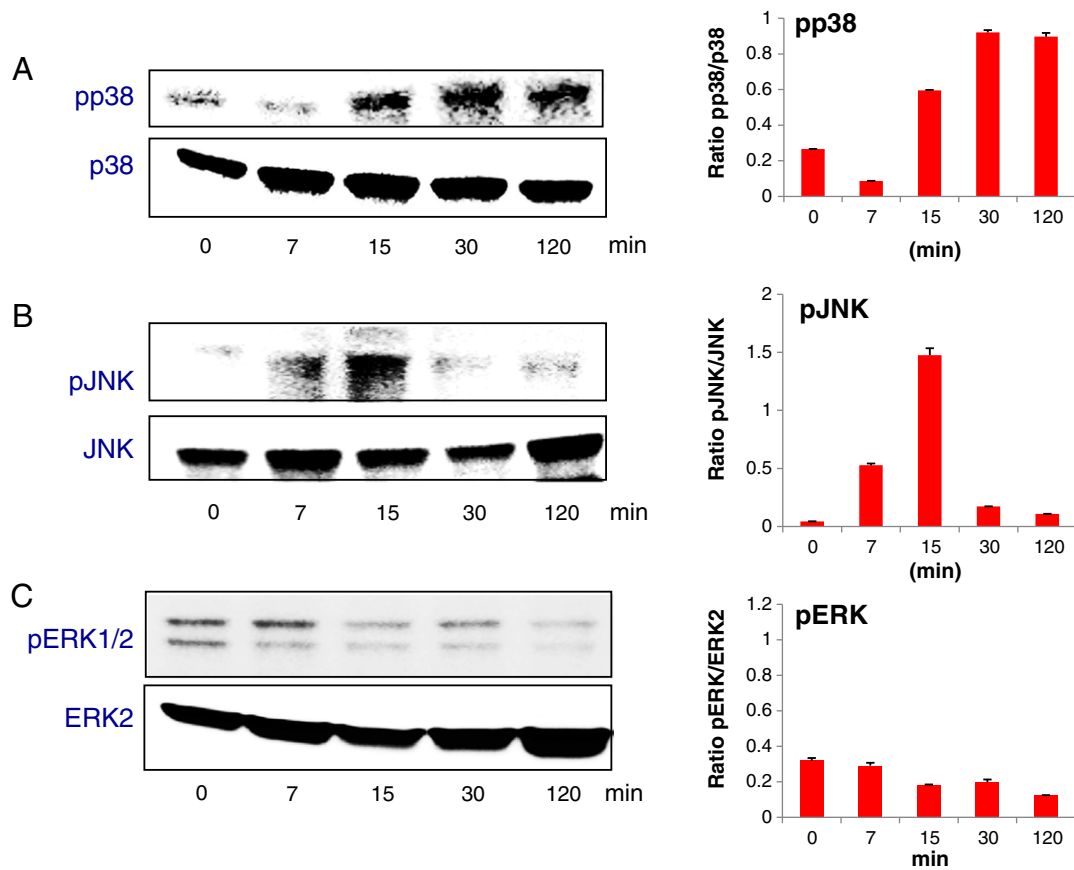 A
pp38
p38
0 7 15 30 120 min
pp38
Ratio pp38/p38
1
0.8
0.6
0.4
0.2
0
0 7 15 30 120
(min)
B
pJNK
JNK
0 7 15 30 120 min
pJNK
Ratio pJNK/JNK
2
1.5
1
0.5
0
0 7 15 30 120
(min)
C
pERK1/2
ERK2
0 7 15 30 120 min
pERK
Ratio pERK/ERK2
1.2
1
0.8
0.6
0.4
0.2
0
0 7 15 30 120
min